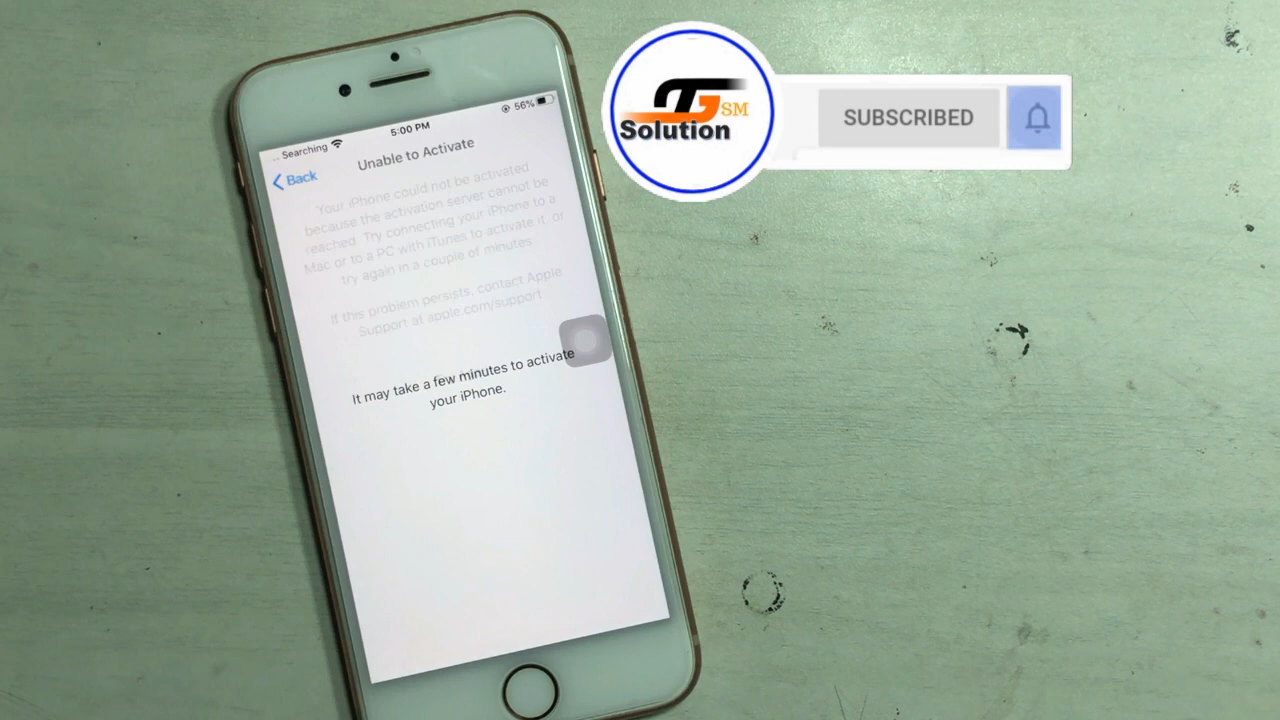 .. Searching
5:00 PM
56%
Back
Unable to Activate
Your iPhone could not be activated
because the activation server cannot be
reached. Try connecting your iPhone to a
Mac or to a PC with iTunes to activate it, or
try again in a couple of minutes.
If this problem persists, contact Apple
Support at apple.com/support
It may take a few minutes to activate
your iPhone.
GSM
Solution
SUBSCRIBED